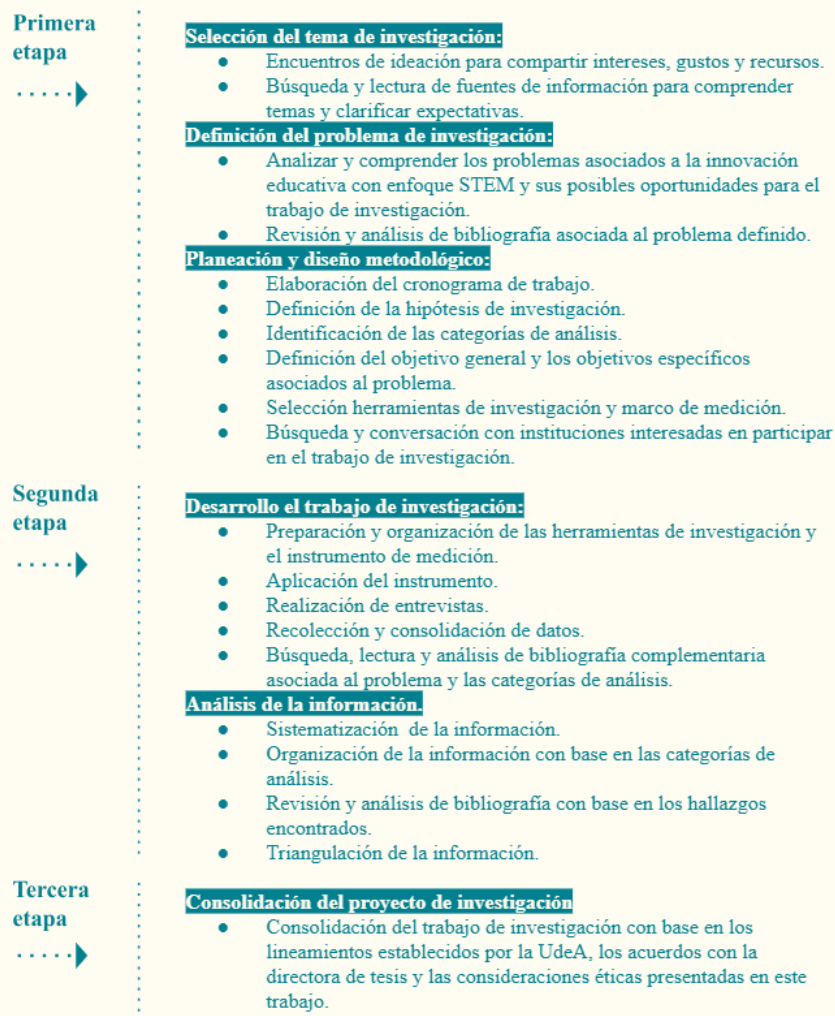 Primera
etapa
Selección del tema de investigación:
● Encuentros de ideación para compartir intereses, gustos y recursos.
● Búsqueda y lectura de fuentes de información para comprender
temas y clarificar expectativas.
Definición del problema de investigación:
● Analizar y comprender los problemas asociados a la innovación
educativa con enfoque STEM y sus posibles oportunidades para el
trabajo de investigación.
● Revisión y análisis de bibliografía asociada al problema definido.
Planeación y diseño metodológico:
● Elaboración del cronograma de trabajo.
● Definición de la hipótesis de investigación.
● Identificación de las categorías de análisis.
● Definición del objetivo general y los objetivos específicos
asociados al problema.
● Selección herramientas de investigación y marco de medición.
● Búsqueda y conversación con instituciones interesadas en participar
en el trabajo de investigación.
Segunda
etapa
Desarrollo el trabajo de investigación:
● Preparación y organización de las herramientas de investigación y
el instrumento de medición.
● Aplicación del instrumento.
● Realización de entrevistas.
● Recolección y consolidación de datos.
● Búsqueda, lectura y análisis de bibliografía complementaria
asociada al problema y las categorías de análisis.
Análisis de la información.
● Sistematización de la información.
● Organización de la información con base en las categorías de
análisis.
● Revisión y análisis de bibliografía con base en los hallazgos
encontrados.
● Triangulación de la información.
Tercera
etapa
Consolidación del proyecto de investigación
● Consolidación del trabajo de investigación con base en los
lineamientos establecidos por la UdeA, los acuerdos con la
directora de tesis y las consideraciones éticas presentadas en este
trabajo.